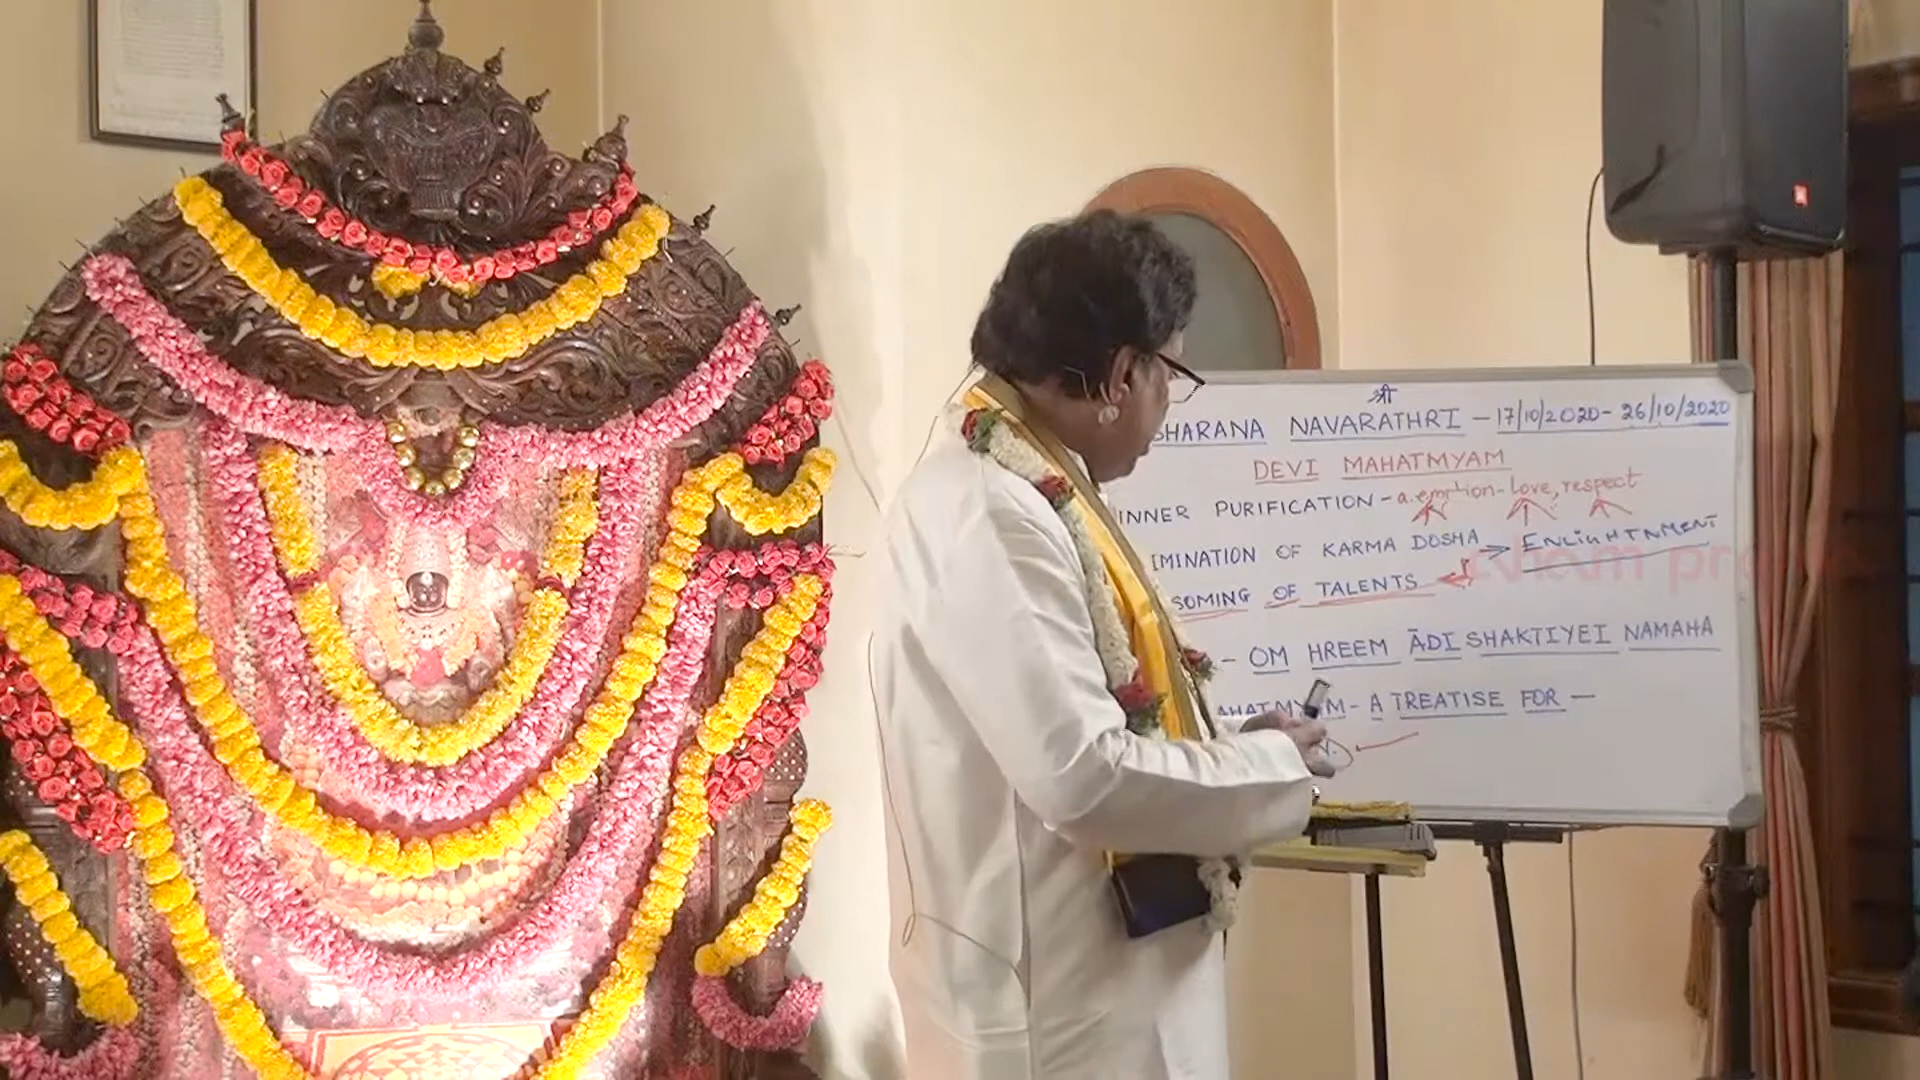 श्री
SHARANA NAVARATHRI - 17/10/2020 - 26/10/2020
DEVI MAHATMYAM
INNER PURIFICATION - a.emotion - Love, respect
IMINATION OF KARMA DOSHA → ENLIGHTNMENT
SOMING OF TALENTS
- OM HREEM ĀDI SHAKTIYEI NAMAHA
AHATMYAM - A TREATISE FOR —